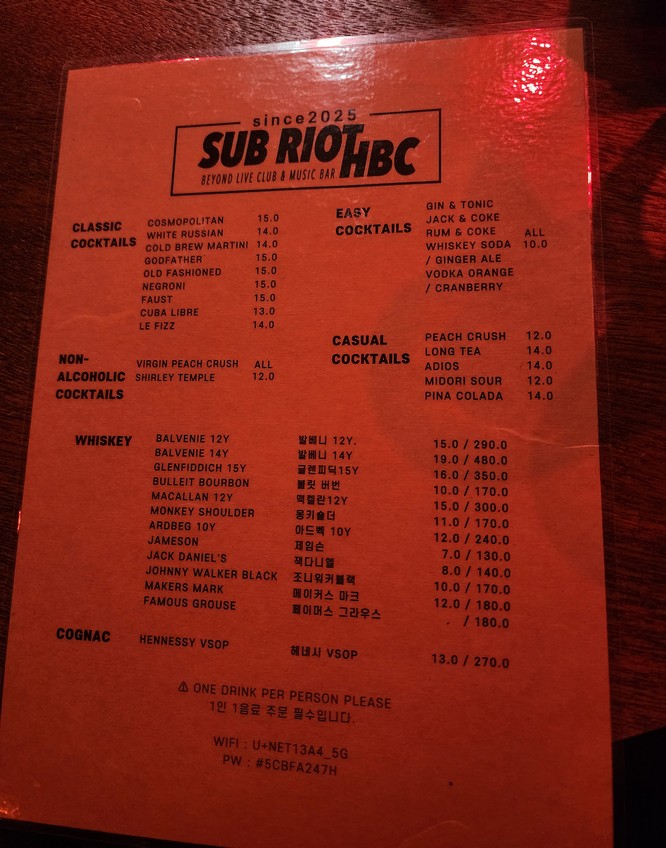 since2025
SUB RIOT HBC
BEYOND LIVE CLUB & MUSIC BAR
CLASSIC COCKTAILS
COSMOPOLITAN 15.0
WHITE RUSSIAN 14.0
COLD BREW MARTINI 14.0
GODFATHER 15.0
OLD FASHIONED 15.0
NEGRONI 15.0
FAUST 15.0
CUBA LIBRE 13.0
LE FIZZ 14.0
EASY COCKTAILS
GIN & TONIC
JACK & COKE
RUM & COKE ALL
WHISKEY SODA 10.0
/ GINGER ALE
VODKA ORANGE
/ CRANBERRY
NON-
ALCOHOLIC
COCKTAILS
VIRGIN PEACH CRUSH ALL
SHIRLEY TEMPLE 12.0
CASUAL COCKTAILS
PEACH CRUSH 12.0
LONG TEA 14.0
ADIOS 14.0
MIDORI SOUR 12.0
PINA COLADA 14.0
WHISKEY
BALVENIE 12Y 발베니 12Y. 15.0 / 290.0
BALVENIE 14Y 발베니 14Y 19.0 / 480.0
GLENFIDDICH 15Y 글렌피딕15Y 16.0 / 350.0
BULLEIT BOURBON 불릿 버번 10.0 / 170.0
MACALLAN 12Y 맥캘란12Y 15.0 / 300.0
MONKEY SHOULDER 몽키숄더 11.0 / 170.0
ARDBEG 10Y 아드벡 10Y 12.0 / 240.0
JAMESON 제임슨 7.0 / 130.0
JACK DANIEL'S 잭다니엘 8.0 / 140.0
JOHNNY WALKER BLACK 조니워커블랙 10.0 / 170.0
MAKERS MARK 메이커스 마크 12.0 / 180.0
FAMOUS GROUSE 페이머스 그라우스 / 180.0
COGNAC
HENNESSY VSOP 헤네시 VSOP 13.0 / 270.0
⚠ ONE DRINK PER PERSON PLEASE
1인 1음료 주문 필수입니다.
WIFI : U+NET13A4_5G
PW : #5CBFA247H